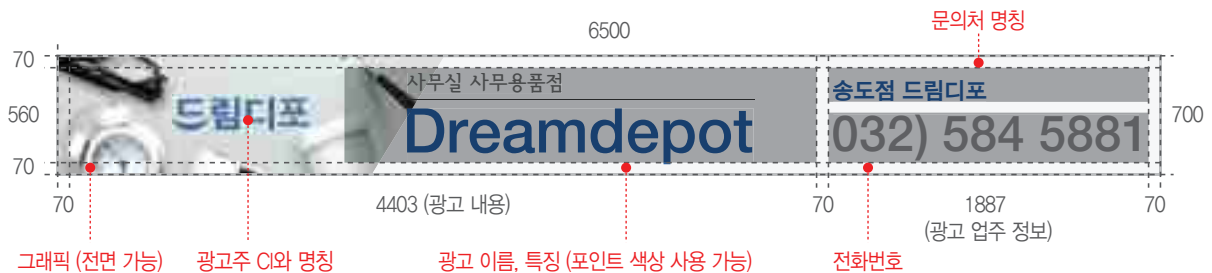 문의처 명칭
6500
70
560
70
700
드림디포
사무실 사무용품점
Dreamdepot
송도점 드림디포
032) 584 5881
70
4403 (광고 내용)
70
1887
70
(광고 업주 정보)
그래픽 (전면 가능)
광고주 CI와 명칭
광고 이름, 특징 (포인트 색상 사용 가능)
전화번호